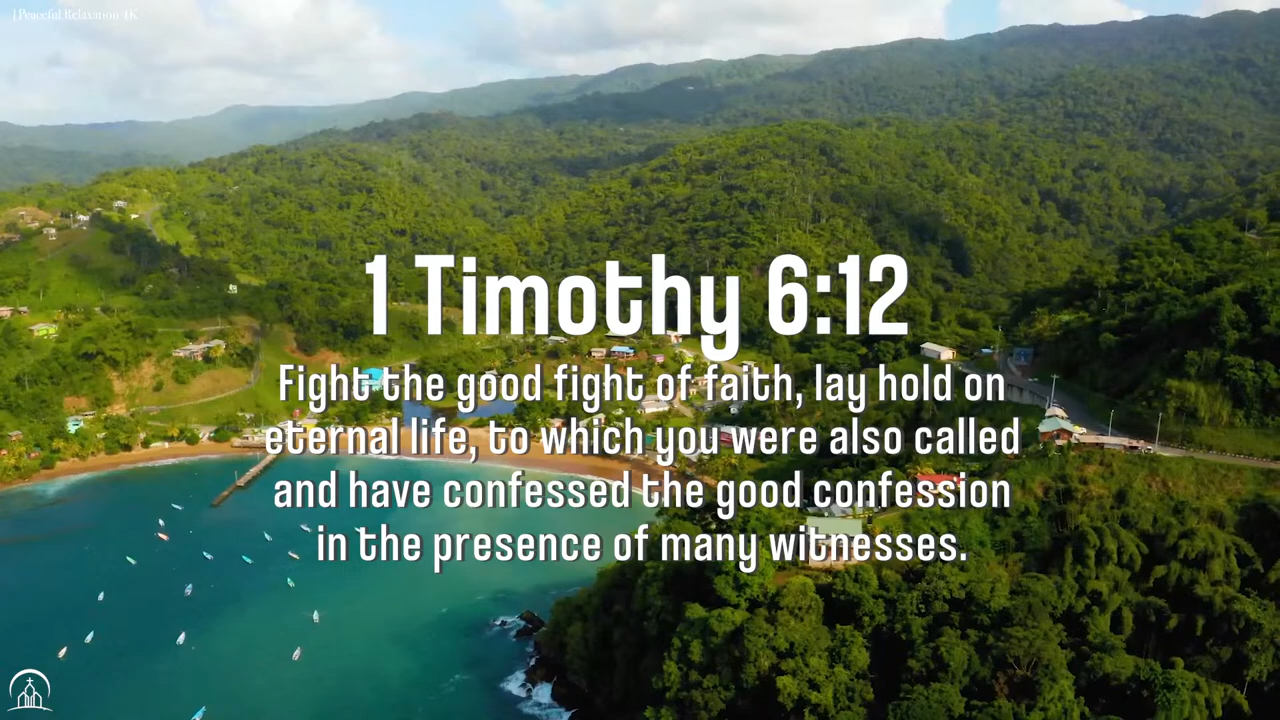 | Peaceful Relaxation 4K
1 Timothy 6:12
Fight the good fight of faith, lay hold on
eternal life, to which you were also called
and have confessed the good confession
in the presence of many witnesses.